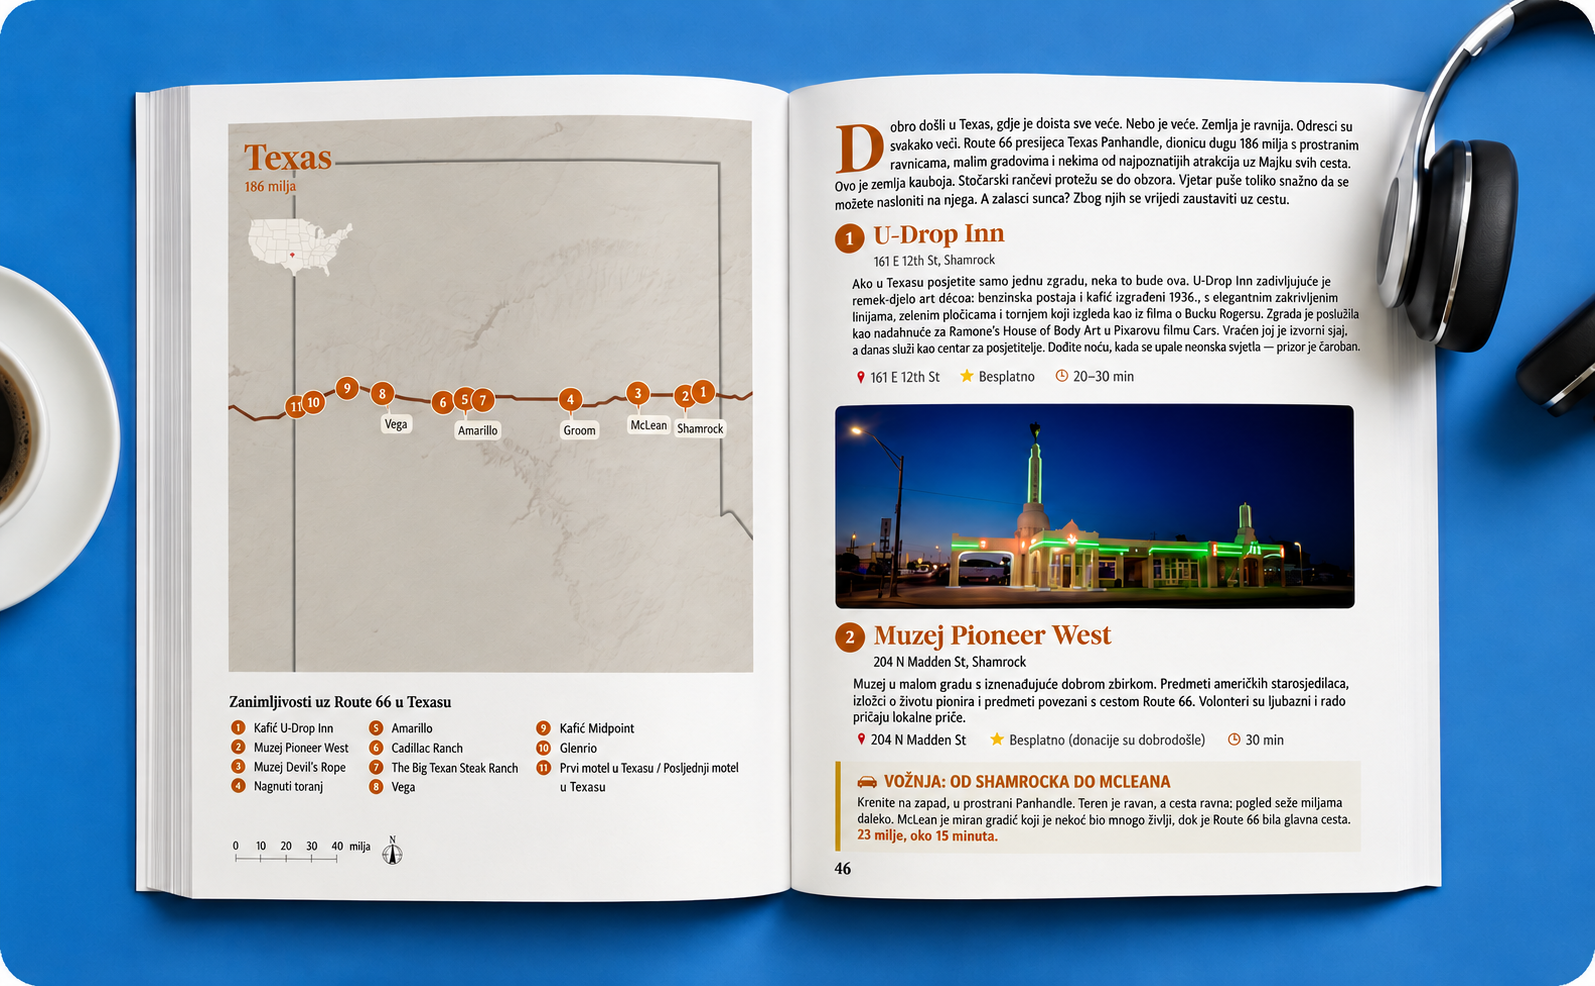 Texas
186 milja
11
10
9
8
6
5
7
4
3
2
1
Vega
Amarillo
Groom
McLean
Shamrock
Zanimljivosti uz Route 66 u Texasu
1 Kafić U-Drop Inn
2 Muzej Pioneer West
3 Muzej Devil's Rope
4 Nagnuti toranj
5 Amarillo
6 Cadillac Ranch
7 The Big Texan Steak Ranch
8 Vega
9 Kafić Midpoint
10 Glenrio
11 Prvi motel u Texasu / Posljednji motel
u Texasu
0 10 20 30 40 milja
N
Dobro došli u Texas, gdje je doista sve veće. Nebo je veće. Zemlja je ravnija. Odresci su
svakako veći. Route 66 presijeca Texas Panhandle, dionicu dugu 186 milja s prostranim
ravnicama, malim gradovima i nekima od najpoznatijih atrakcija uz Majku svih cesta.
Ovo je zemlja kauboja. Stočarski rančevi protežu se do obzora. Vjetar puše toliko snažno da se
možete nasloniti na njega. A zalasci sunca? Zbog njih se vrijedi zaustaviti uz cestu.
1 U-Drop Inn
161 E 12th St, Shamrock
Ako u Texasu posjetite samo jednu zgradu, neka to bude ova. U-Drop Inn zadivljujuće je
remek-djelo art décoa: benzinska postaja i kafić izgrađeni 1936., s elegantnim zakrivljenim
linijama, zelenim pločicama i tornjem koji izgleda kao iz filma o Bucku Rogersu. Zgrada je poslužila
kao nadahnuće za Ramone's House of Body Art u Pixarovu filmu Cars. Vraćen joj je izvorni sjaj,
a danas služi kao centar za posjetitelje. Dođite noću, kada se upale neonska svjetla — prizor je čaroban.
161 E 12th St Besplatno 20–30 min
2 Muzej Pioneer West
204 N Madden St, Shamrock
Muzej u malom gradu s iznenađujuće dobrom zbirkom. Predmeti američkih starosjedilaca,
izložci o životu pionira i predmeti povezani s cestom Route 66. Volonteri su ljubazni i rado
pričaju lokalne priče.
204 N Madden St Besplatno (donacije su dobrodošle) 30 min
VOŽNJA: OD SHAMROCKA DO MCLEANA
Krenite na zapad, u prostrani Panhandle. Teren je ravan, a cesta ravna; pogled seže miljama
daleko. McLean je miran gradić koji je nekoć bio mnogo življi, dok je Route 66 bila glavna cesta.
23 milje, oko 15 minuta.
46